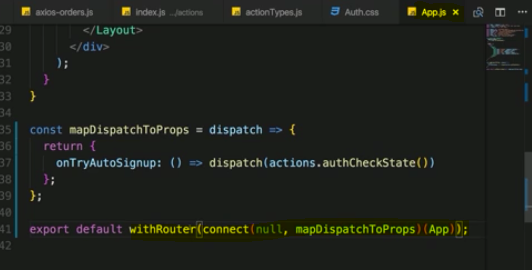 axios-orders.js index.js .../actions actionTypes.js Auth.css App.js ×
29 </Layout>
30 </div>
31 );
32 }
33 }
34
35 const mapDispatchToProps = dispatch => {
36 return {
37 onTryAutoSignup: () => dispatch(actions.authCheckState())
38 };
39 };
40
41 export default withRouter(connect(null, mapDispatchToProps)(App));
42